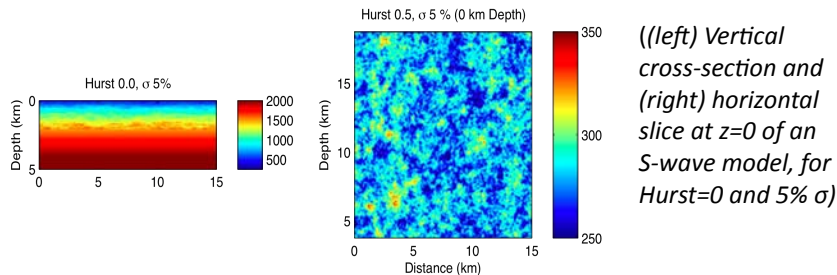 Hurst 0.0, σ 5%
Depth (km)
0
5
0 5 10 15
2000
1500
1000
500
Hurst 0.5, σ 5 % (0 km Depth)
Depth (km)
15
10
5
0 5 10 15
Distance (km)
350
300
250
((left) Vertical
cross-section and
(right) horizontal
slice at z=0 of an
S-wave model, for
Hurst=0 and 5% σ)